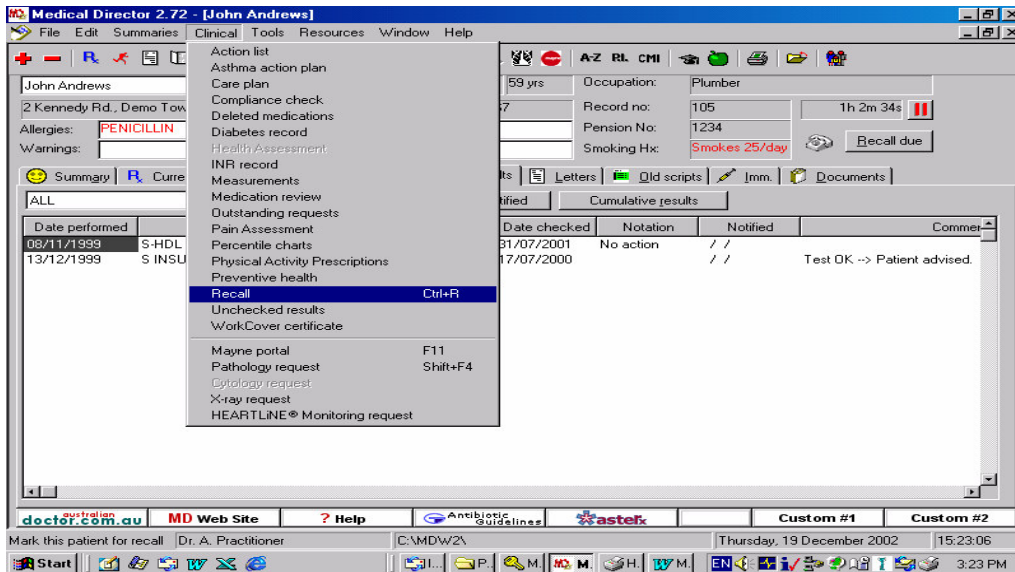 Medical Director 2.72 - [John Andrews]
File Edit Summaries Clinical Tools Resources Window Help
A-Z RI. CMI
John Andrews 59 yrs Occupation: Plumber
2 Kennedy Rd., Demo Tow 7 Record no: 105 1h 2m 34s
Allergies: PENICILLIN Pension No: 1234
Warnings: Smoking Hx: Smokes 25/day Recall due
Summary Rx Curre lts Letters Old scripts Imm. Documents
ALL tified Cumulative results
Date performed Date checked Notation Notified Commen
08/11/1999 S-HDL 31/07/2001 No action / /
13/12/1999 S INSU 17/07/2000 / / Test OK --> Patient advised.
Action list
Asthma action plan
Care plan
Compliance check
Deleted medications
Diabetes record
Health Assessment
INR record
Measurements
Medication review
Outstanding requests
Pain Assessment
Percentile charts
Physical Activity Prescriptions
Preventive health
Recall Ctrl+R
Unchecked results
WorkCover certificate
Mayne portal F11
Pathology request Shift+F4
Cytology request
X-ray request
HEARTLiNE® Monitoring request
australian doctor.com.au MD Web Site ? Help Antibiotic Guidelines astelix Custom #1 Custom #2
Mark this patient for recall Dr. A. Practitioner C:\MDW2\ Thursday, 19 December 2002 15:23:06
Start I... P.. M. M. H. M. EN 3:23 PM